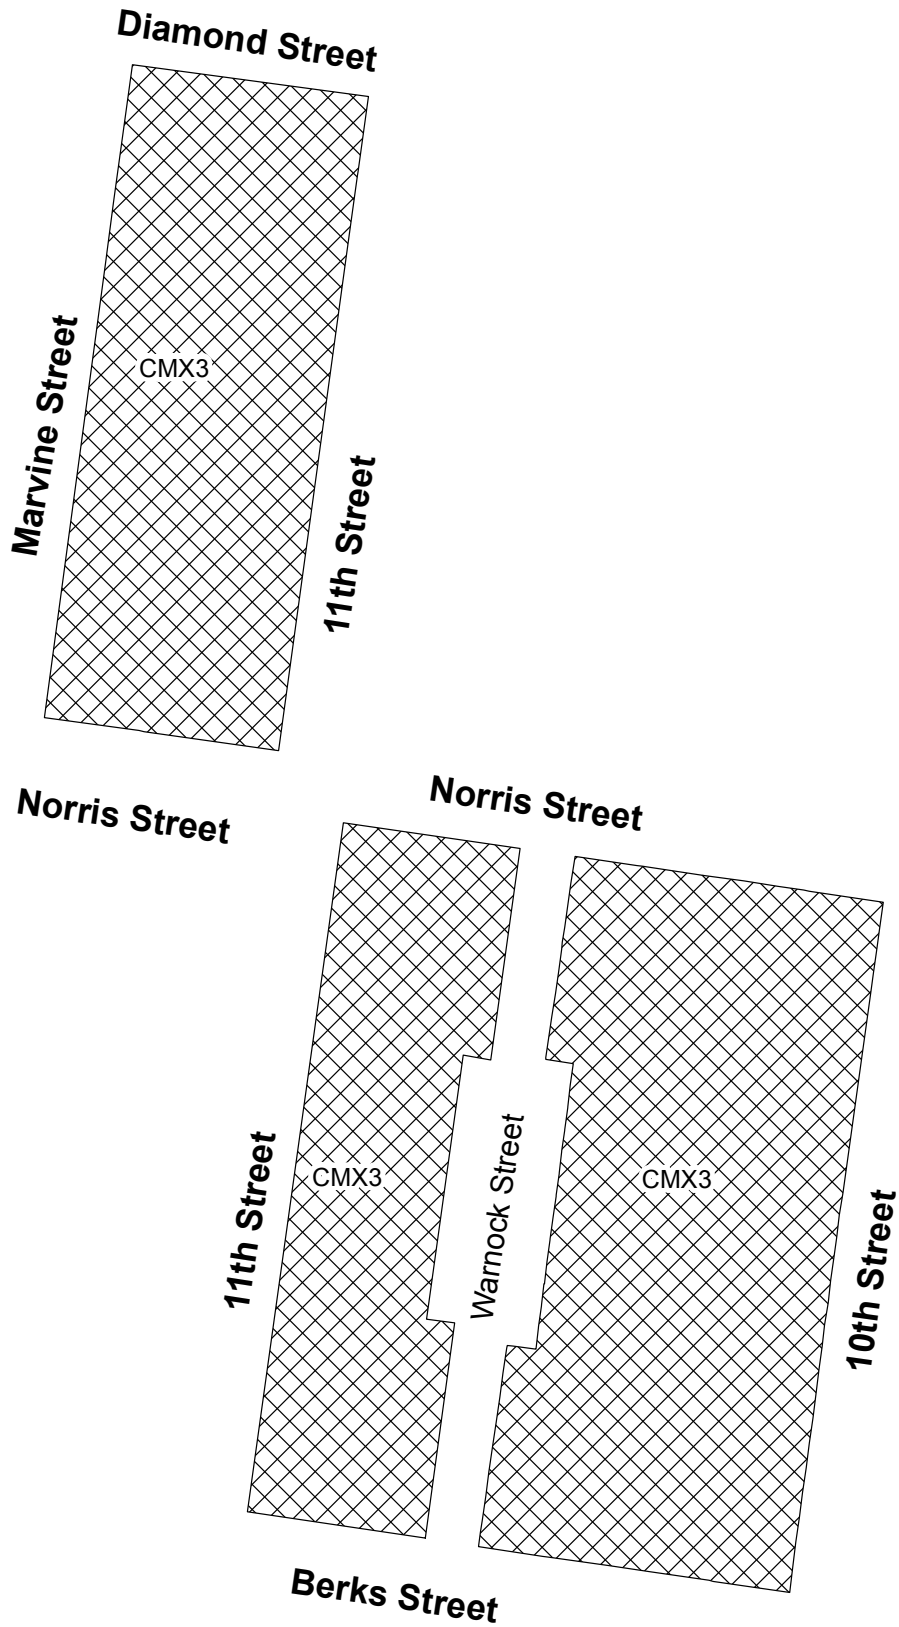 Diamond Street
CMX3
Marvine Street
11th Street
Norris Street
Norris Street
CMX3
Warnock Street
CMX3
11th Street
10th Street
Berks Street